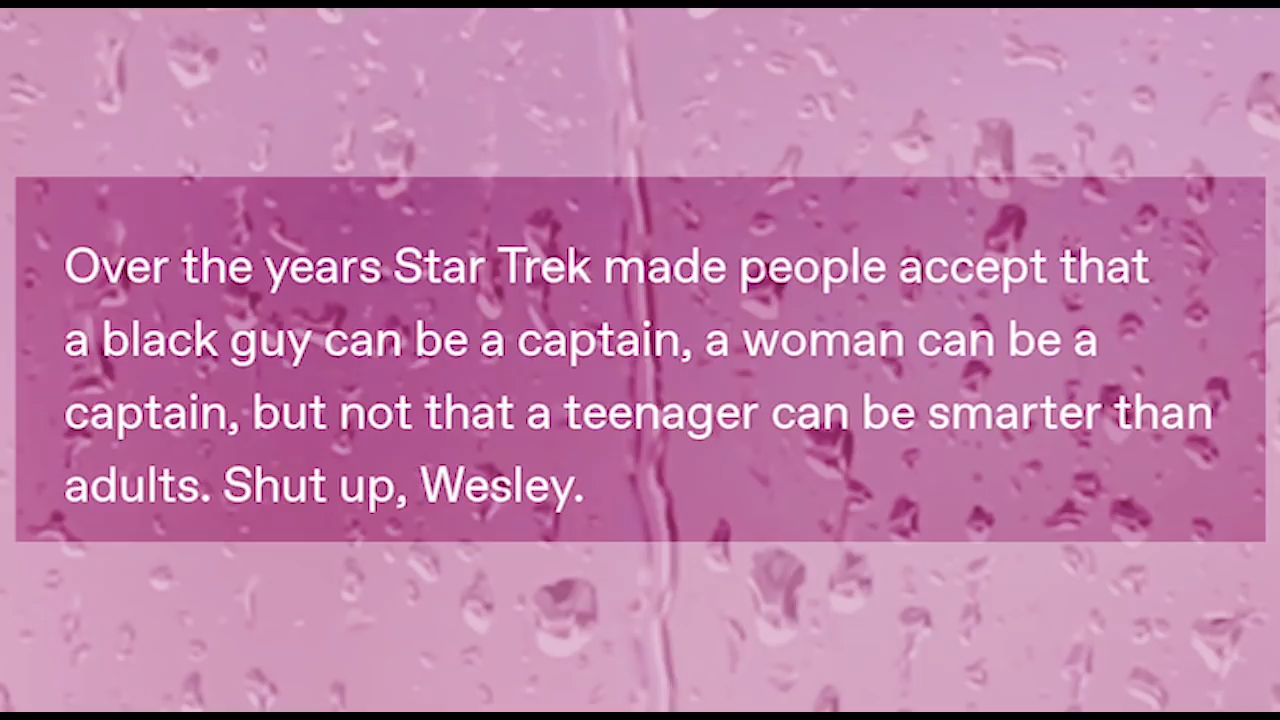 Over the years Star Trek made people accept that
a black guy can be a captain, a woman can be a
captain, but not that a teenager can be smarter than
adults. Shut up, Wesley.